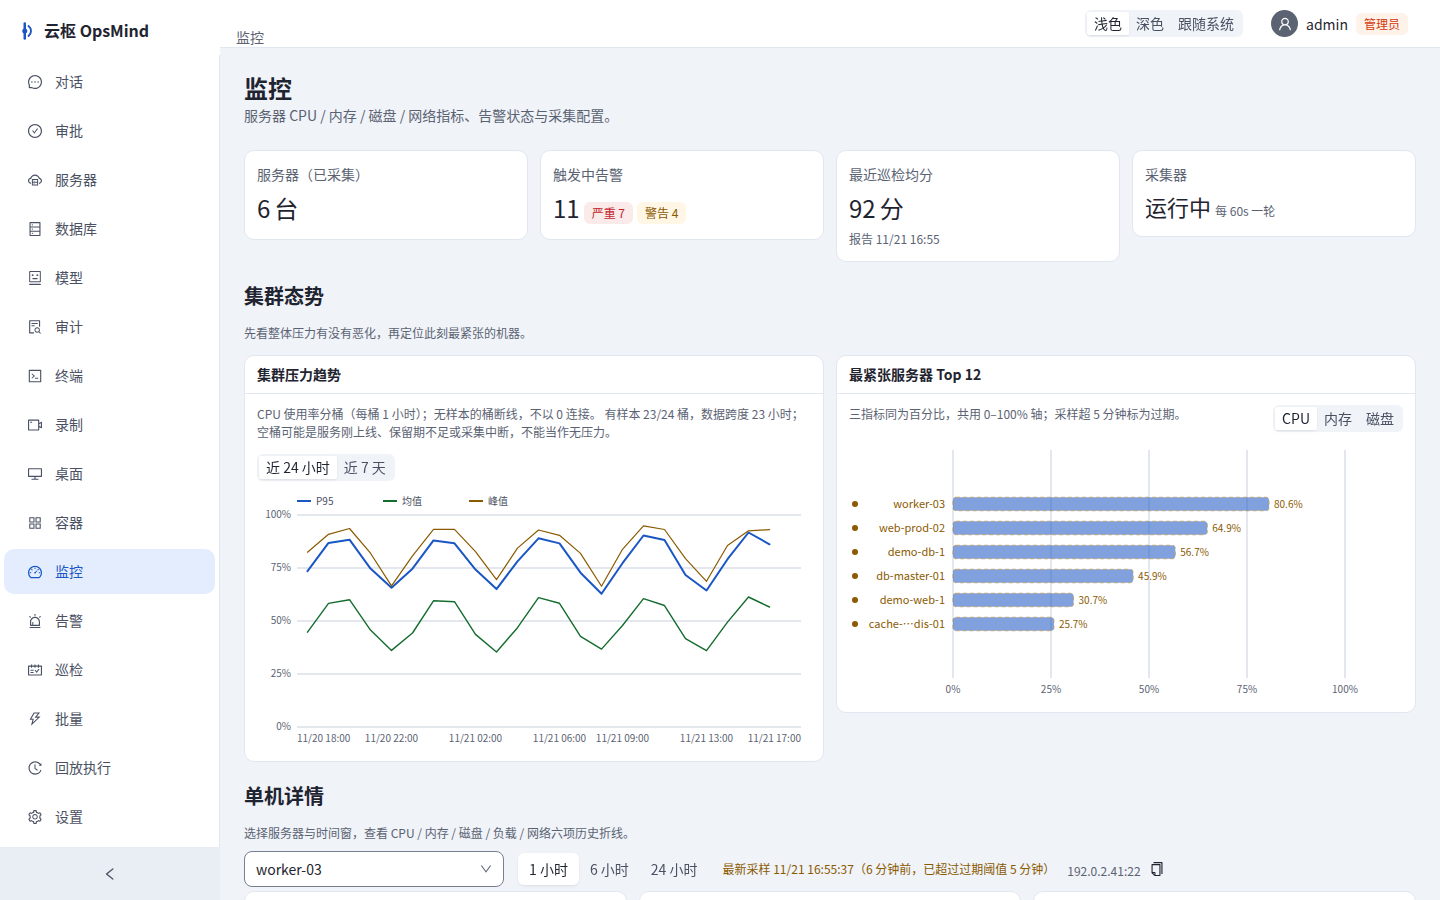 云枢 OpsMind
对话
审批
服务器
数据库
模型
审计
终端
录制
桌面
容器
监控
告警
巡检
批量
回放执行
设置
监控
浅色 深色 跟随系统
admin 管理员
监控
服务器 CPU / 内存 / 磁盘 / 网络指标、告警状态与采集配置。
服务器（已采集）
6 台
触发中告警
11 严重 7 警告 4
最近巡检均分
92 分
报告 11/21 16:55
采集器
运行中 每 60s 一轮
集群态势
先看整体压力有没有恶化，再定位此刻最紧张的机器。
集群压力趋势
CPU 使用率分桶（每桶 1 小时）；无样本的桶断线，不以 0 连接。 有样本 23/24 桶，数据跨度 23 小时；
空桶可能是服务刚上线、保留期不足或采集中断，不能当作无压力。
近 24 小时 近 7 天
P95 均值 峰值
100%
75%
50%
25%
0%
11/20 18:00 11/20 22:00 11/21 02:00 11/21 06:00 11/21 09:00 11/21 13:00 11/21 17:00
最紧张服务器 Top 12
三指标同为百分比，共用 0–100% 轴；采样超 5 分钟标为过期。
CPU 内存 磁盘
worker-03 80.6%
web-prod-02 64.9%
demo-db-1 56.7%
db-master-01 45.9%
demo-web-1 30.7%
cache-···dis-01 25.7%
0% 25% 50% 75% 100%
单机详情
选择服务器与时间窗，查看 CPU / 内存 / 磁盘 / 负载 / 网络六项历史折线。
worker-03
1 小时 6 小时 24 小时
最新采样 11/21 16:55:37（6 分钟前，已超过过期阈值 5 分钟）
192.0.2.41:22